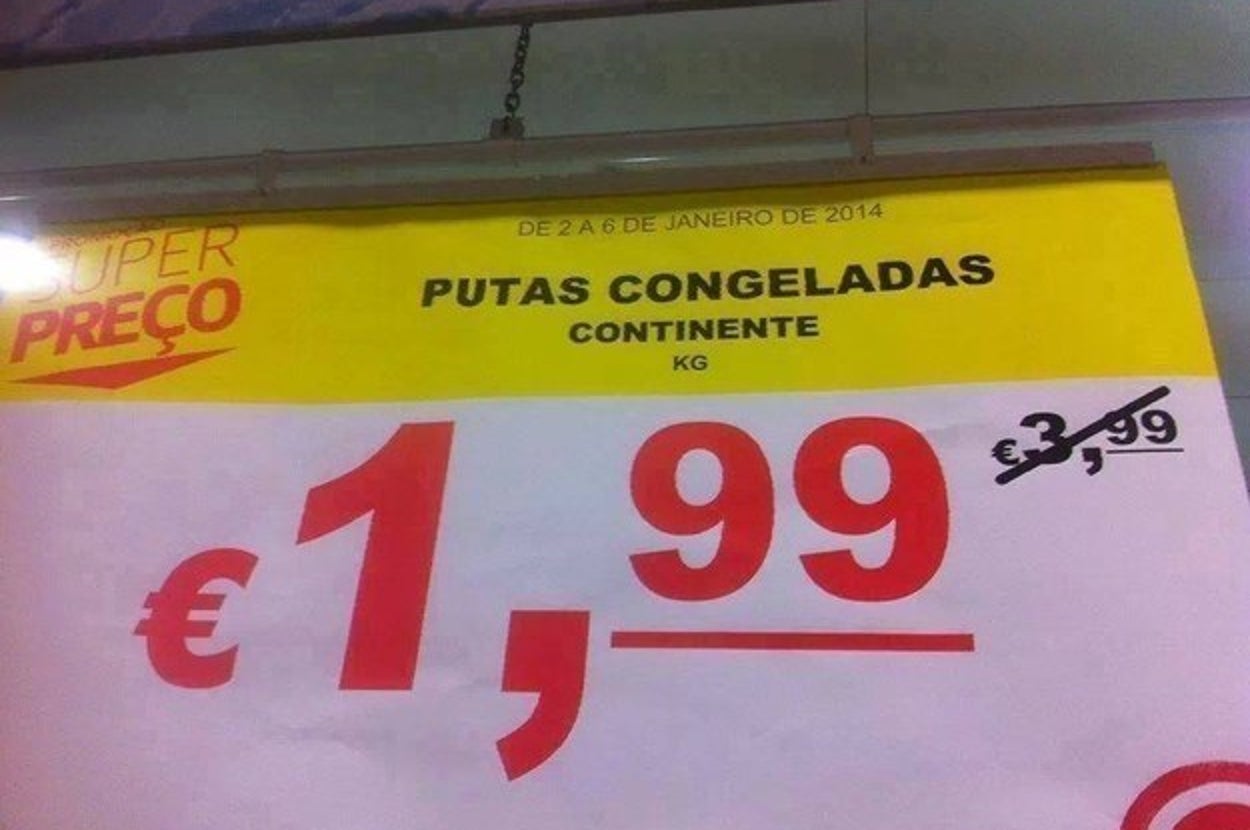 SUPER
PREÇO
DE 2 A 6 DE JANEIRO DE 2014
PUTAS CONGELADAS
CONTINENTE
KG
€ 1,99
€ 3,99